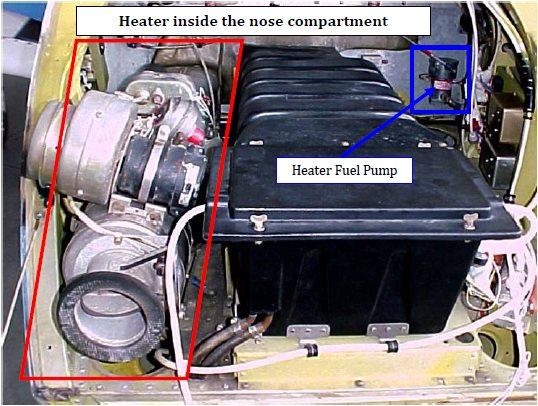 Heater inside the nose compartment
Heater Fuel Pump